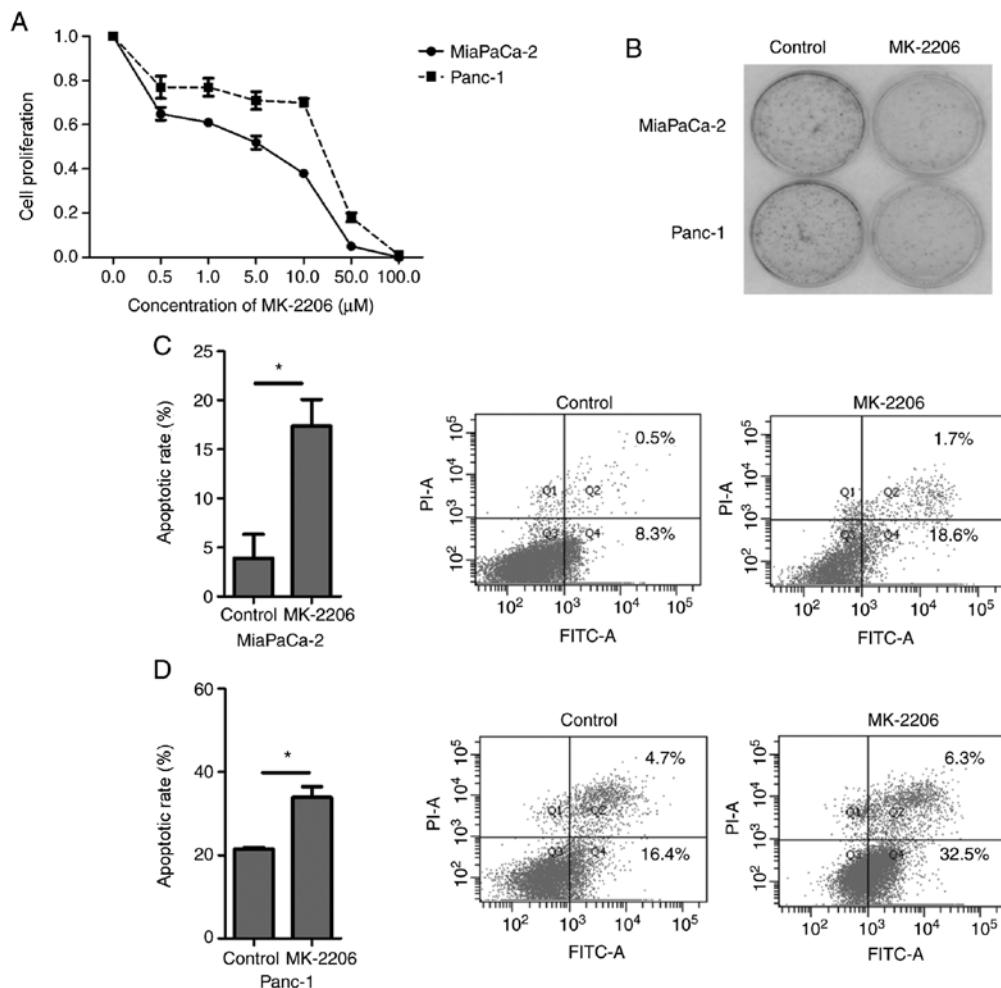 A
1.0
0.8
0.6
0.4
0.2
0.0
Cell proliferation
0.0 0.5 1.0 5.0 10.0 50.0 100.0
Concentration of MK-2206 (μM)
MiaPaCa-2
Panc-1
B
Control MK-2206
MiaPaCa-2
Panc-1
C
25
20
15
10
5
0
Apoptotic rate (%)
*
Control MK-2206
MiaPaCa-2
Control
10⁵
10⁴
10³
10²
PI-A
0.5%
Q1 Q2
Q3 Q4
8.3%
10² 10³ 10⁴ 10⁵
FITC-A
MK-2206
10⁵
10⁴
10³
10²
PI-A
1.7%
Q1 Q2
Q3 Q4
18.6%
10² 10³ 10⁴ 10⁵
FITC-A
D
60
40
20
0
Apoptotic rate (%)
*
Control MK-2206
Panc-1
Control
10⁵
10⁴
10³
10²
PI-A
4.7%
Q1 Q2
Q3 Q4
16.4%
10² 10³ 10⁴ 10⁵
FITC-A
MK-2206
10⁵
10⁴
10³
10²
PI-A
6.3%
Q1 Q2
Q3 Q4
32.5%
10² 10³ 10⁴ 10⁵
FITC-A